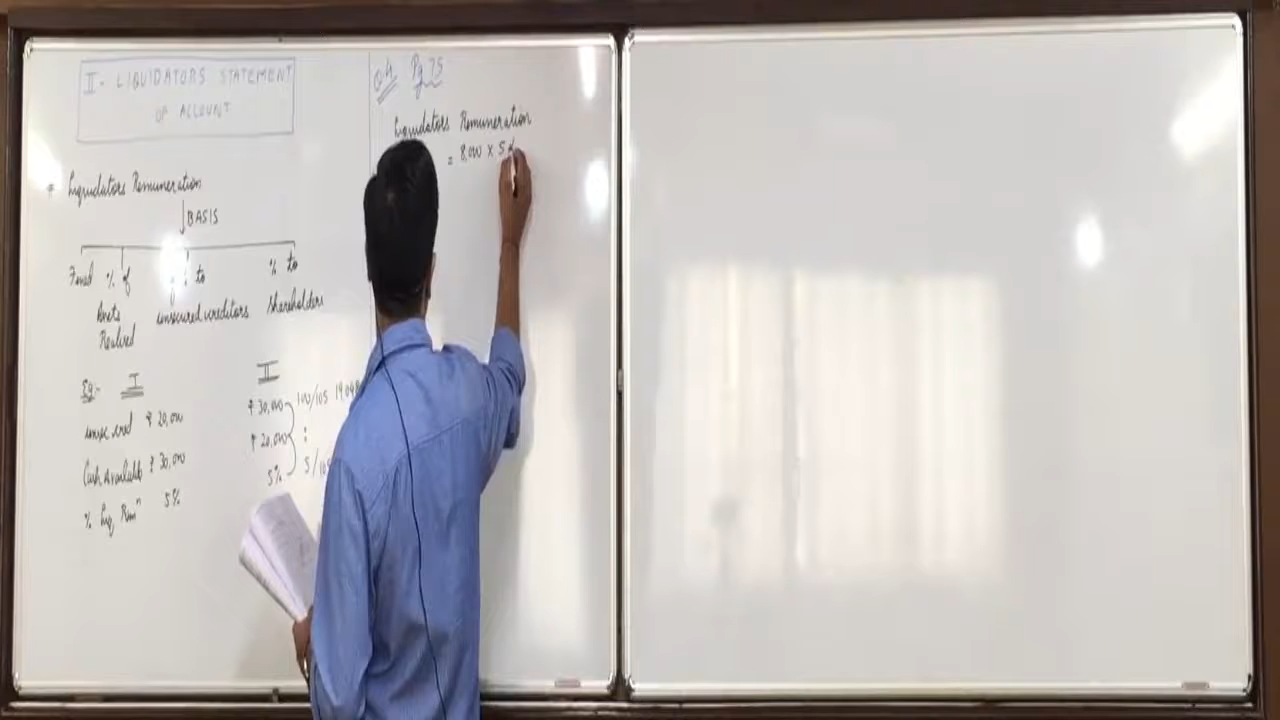 II - LIQUIDATORS STATEMENT
OF ACCOUNT
* Liquidators Remuneration
BASIS
Fixed % of to % to
Assets unsecured creditors Shareholders
Realised
Eg:- I II
unsec cred ₹ 20,000 ₹ 30,000 100/105 19048
Cash Available ₹ 30,000 ₹ 20,000
% Liq Remn 5% 5% 5/105
Q4 Pg 75
Liquidators Remuneration
= 8,000 x 5